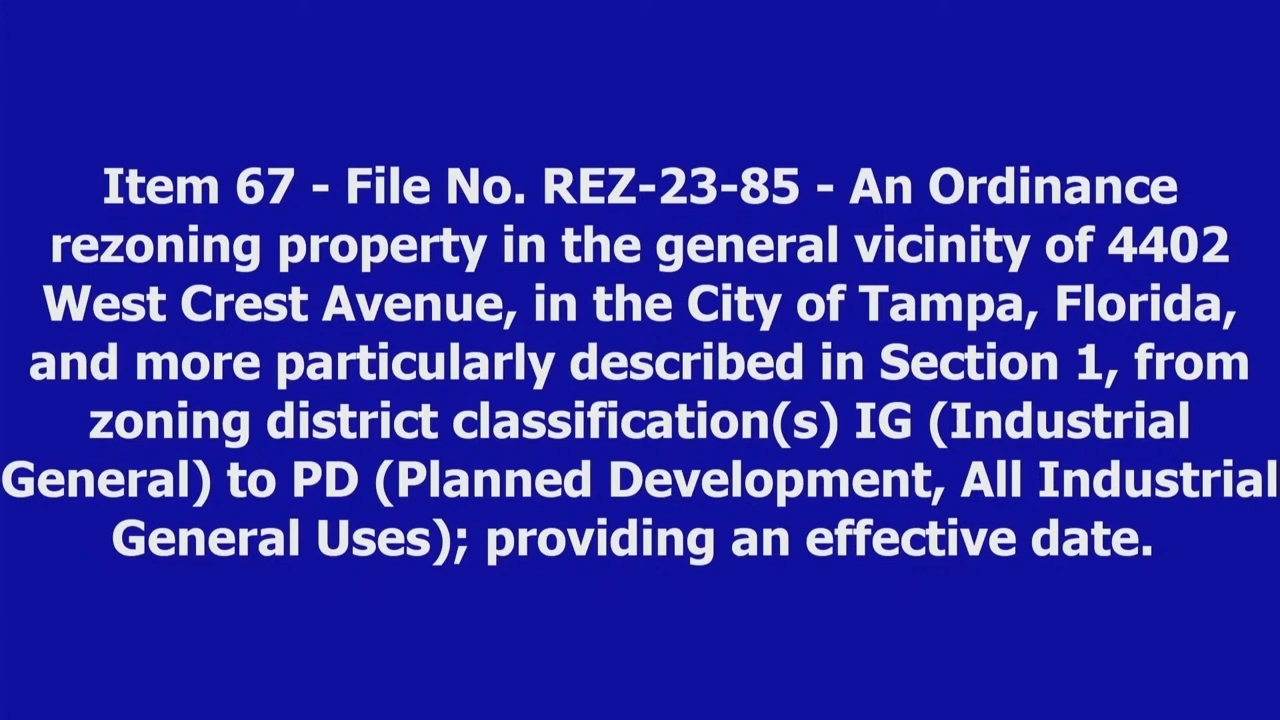 Item 67 - File No. REZ-23-85 - An Ordinance
rezoning property in the general vicinity of 4402
West Crest Avenue, in the City of Tampa, Florida,
and more particularly described in Section 1, from
zoning district classification(s) IG (Industrial
General) to PD (Planned Development, All Industrial
General Uses); providing an effective date.